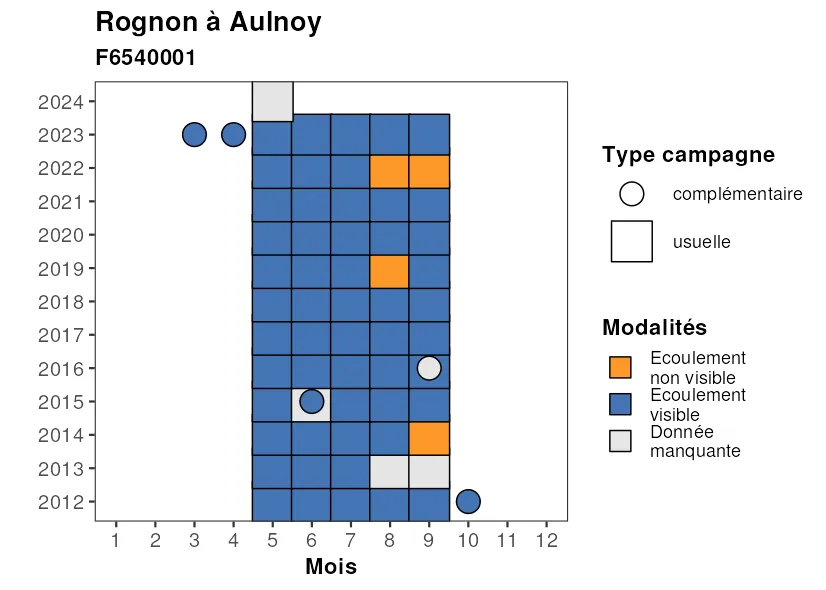 Rognon à Aulnoy
F6540001
2024
2023
2022
2021
2020
2019
2018
2017
2016
2015
2014
2013
2012
1 2 3 4 5 6 7 8 9 10 11 12
Mois
Type campagne
complémentaire
usuelle
Modalités
Ecoulement
non visible
Ecoulement
visible
Donnée
manquante